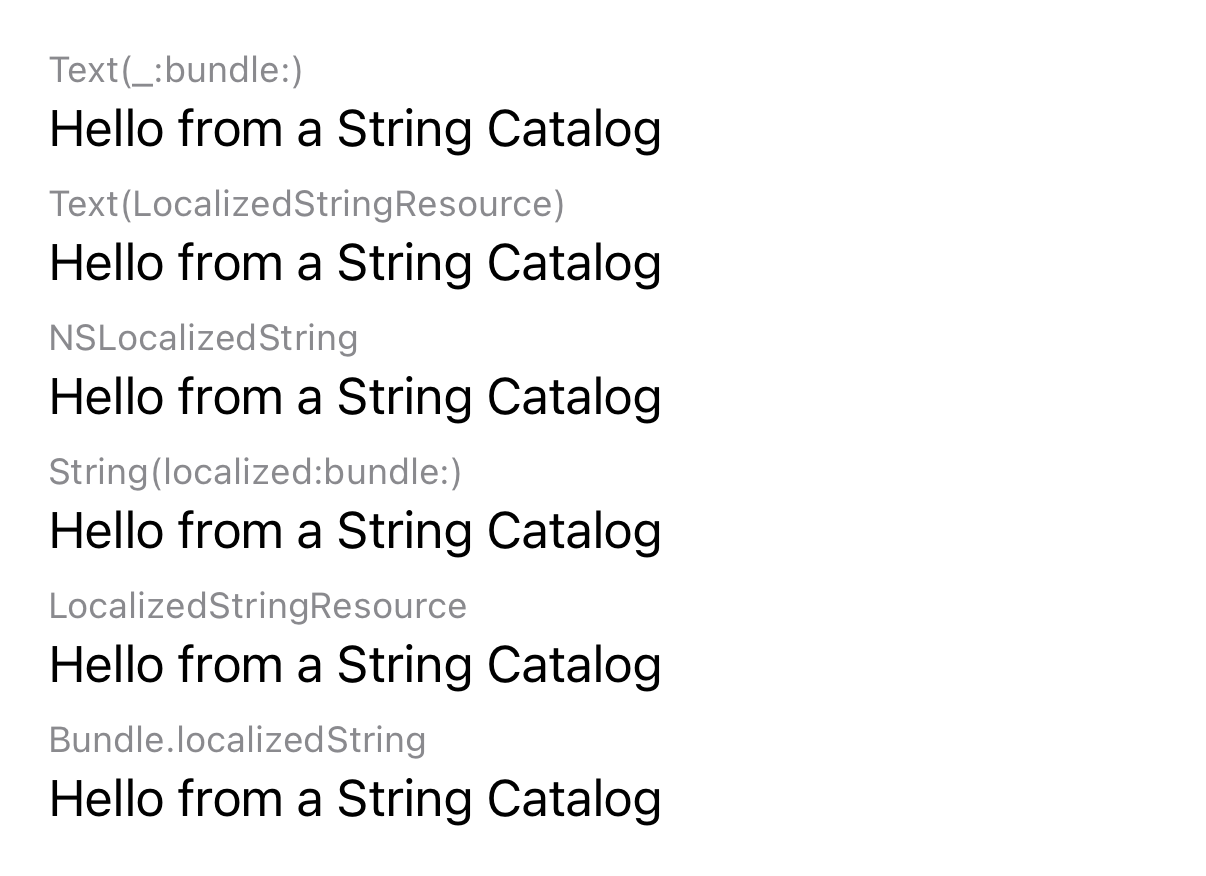 Text(_:bundle:)
Hello from a String Catalog
Text(LocalizedStringResource)
Hello from a String Catalog
NSLocalizedString
Hello from a String Catalog
String(localized:bundle:)
Hello from a String Catalog
LocalizedStringResource
Hello from a String Catalog
Bundle.localizedString
Hello from a String Catalog